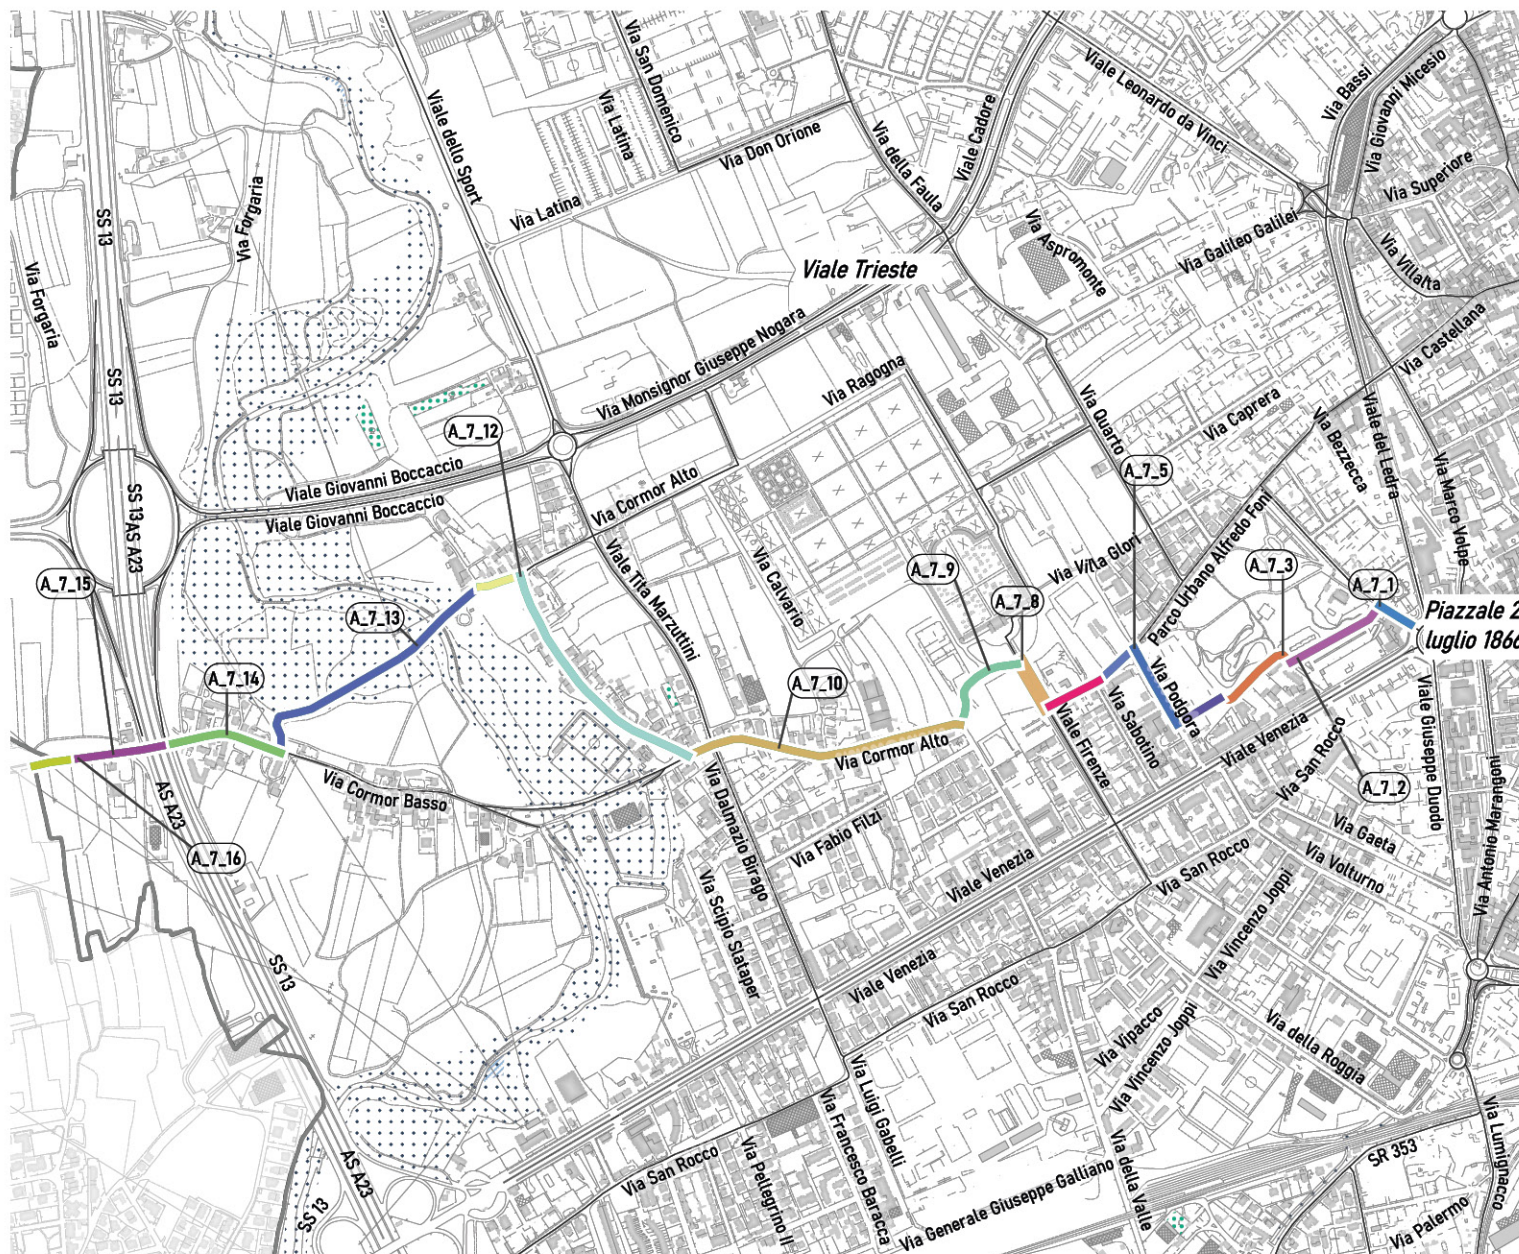 Via San Domenico
Via Bassi
Via Giovanni Micesio
Viale Leonardo da Vinci
Viale dello Sport
Via Latina
Via Don Orione
Via della Faula
Viale Cadore
Via Superiore
Via Forgaria
SS 13
Via Latina
Via Aspromonte
Via Galileo Galilei
Via Villalta
Viale Trieste
Via Forgaria
SS 13
Via Monsignor Giuseppe Nogara
Via Ragogna
Via Castellana
Via Quarto
Via Caprera
Via Bezzecca
Viale del Ledra
Via Marco Volpe
A_7_12
A_7_5
Viale Giovanni Boccaccio
Viale Giovanni Boccaccio
Via Cormor Alto
SS 13
AS A23
Viale Tita Marzuttini
Via Calvario
Via Villa Glori
Parco Urbano Alfredo Foni
A_7_15
A_7_13
A_7_9
A_7_8
A_7_3
A_7_1
Piazzale 2
luglio 1866
A_7_14
A_7_10
Via Podgora
Via Sabotino
Viale Firenze
Via Cormor Alto
Viale Venezia
Via San Rocco
Viale Giuseppe Duodo
A_7_2
Via Cormor Basso
AS A23
A_7_16
Via Dalmazio Birago
Via Fabio Filzi
Viale Venezia
Via San Rocco
Via Gaeta
Via Volturno
Via Antonio Marangoni
Via Scipio Slataper
Via Vincenzo Joppi
SS 13
Viale Venezia
Via San Rocco
Via Vipacco
Via Vincenzo Joppi
Via della Roggia
Via Luigi Gabelli
Via Francesco Baracca
Via Pellegrino II
Via San Rocco
Via Generale Giuseppe Galliano
Via della Valle
SR 353
Via Lumignacco
Via Palermo
AS A23
SS 13